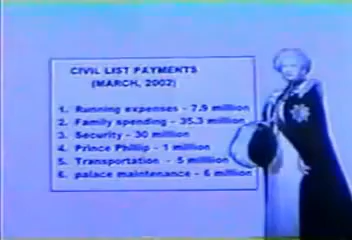 CIVIL LIST PAYMENTS
(MARCH, 2002)
1. Running expenses - 7.9 million
2. Family spending - 35.3 million
3. Security - 30 million
4. Prince Phillip - 1 million
5. Transportation - 5 million
6. palace maintenance - 6 million